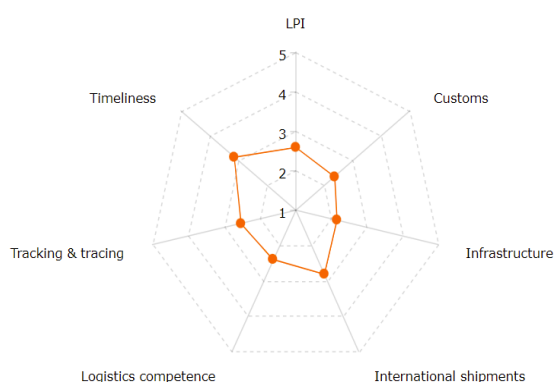 LPI
5
Timeliness
4
Customs
3
2
1
Tracking & tracing
Infrastructure
Logistics competence
International shipments